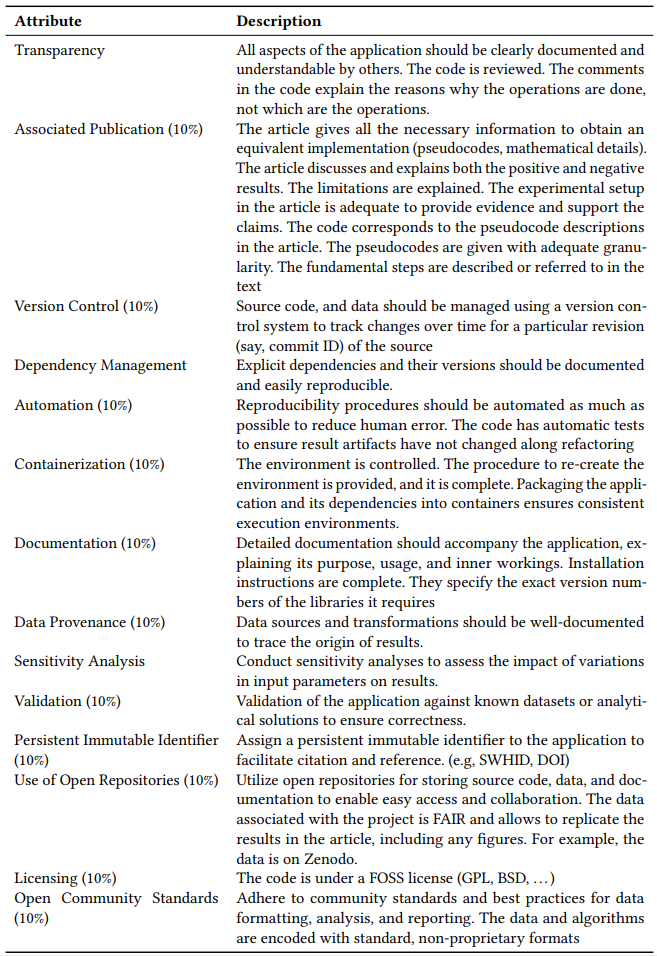 Attribute Description
Transparency All aspects of the application should be clearly documented and
understandable by others. The code is reviewed. The comments
in the code explain the reasons why the operations are done,
not which are the operations.
Associated Publication (10%) The article gives all the necessary information to obtain an
equivalent implementation (pseudocodes, mathematical details).
The article discusses and explains both the positive and negative
results. The limitations are explained. The experimental setup
in the article is adequate to provide evidence and support the
claims. The code corresponds to the pseudocode descriptions
in the article. The pseudocodes are given with adequate granu-
larity. The fundamental steps are described or referred to in the
text
Version Control (10%) Source code, and data should be managed using a version con-
trol system to track changes over time for a particular revision
(say, commit ID) of the source
Dependency Management Explicit dependencies and their versions should be documented
and easily reproducible.
Automation (10%) Reproducibility procedures should be automated as much as
possible to reduce human error. The code has automatic tests
to ensure result artifacts have not changed along refactoring
Containerization (10%) The environment is controlled. The procedure to re-create the
environment is provided, and it is complete. Packaging the appli-
cation and its dependencies into containers ensures consistent
execution environments.
Documentation (10%) Detailed documentation should accompany the application, ex-
plaining its purpose, usage, and inner workings. Installation
instructions are complete. They specify the exact version num-
bers of the libraries it requires
Data Provenance (10%) Data sources and transformations should be well-documented
to trace the origin of results.
Sensitivity Analysis Conduct sensitivity analyses to assess the impact of variations
in input parameters on results.
Validation (10%) Validation of the application against known datasets or analyti-
cal solutions to ensure correctness.
Persistent Immutable Identifier Assign a persistent immutable identifier to the application to
(10%) facilitate citation and reference. (e.g, SWHID, DOI)
Use of Open Repositories (10%) Utilize open repositories for storing source code, data, and doc-
umentation to enable easy access and collaboration. The data
associated with the project is FAIR and allows to replicate the
results in the article, including any figures. For example, the
data is on Zenodo.
Licensing (10%) The code is under a FOSS license (GPL, BSD, …)
Open Community Standards Adhere to community standards and best practices for data
(10%) formatting, analysis, and reporting. The data and algorithms
are encoded with standard, non-proprietary formats